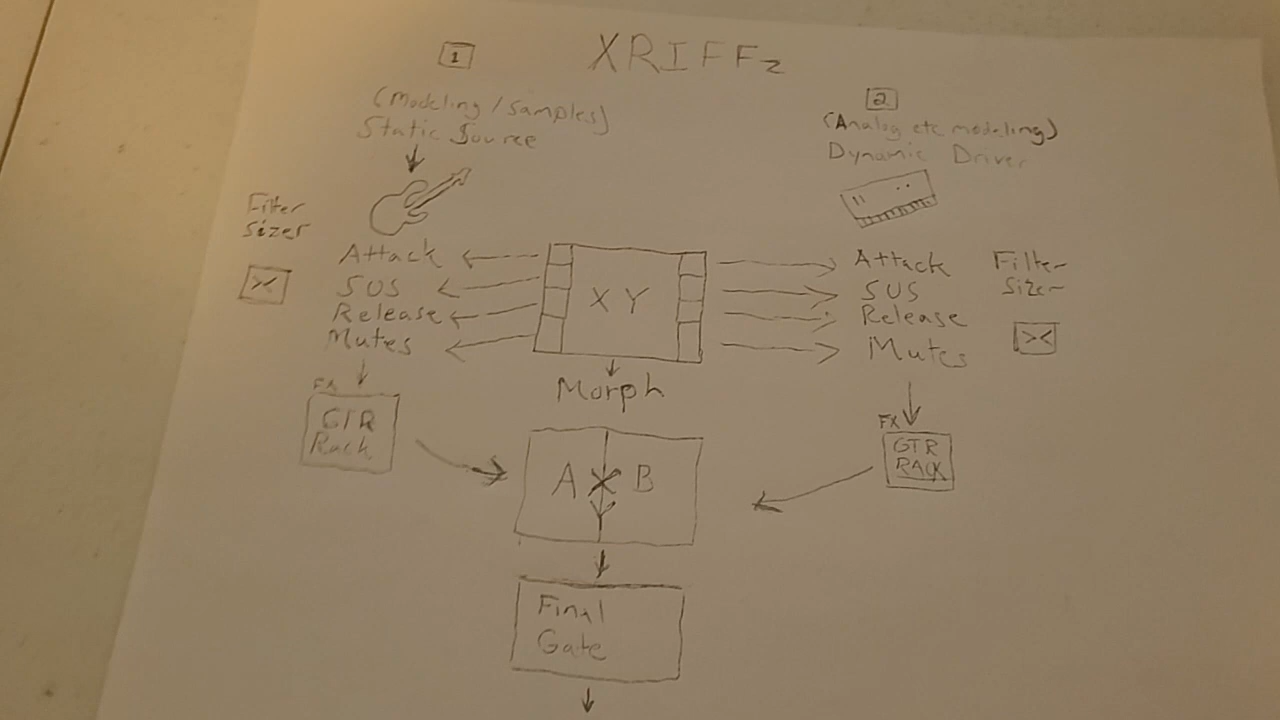 XRIFFz
1
(Modeling / Samples)
Static Source
2
(Analog etc modeling)
Dynamic Driver
Filter
Sizer
><
Attack
SUS
Release
Mutes
XY
Morph
Attack
SUS
Release
Mutes
Filter
Sizer
><
FX
GTR
Rack
A X B
Y
FX
GTR
RACK
Final
Gate